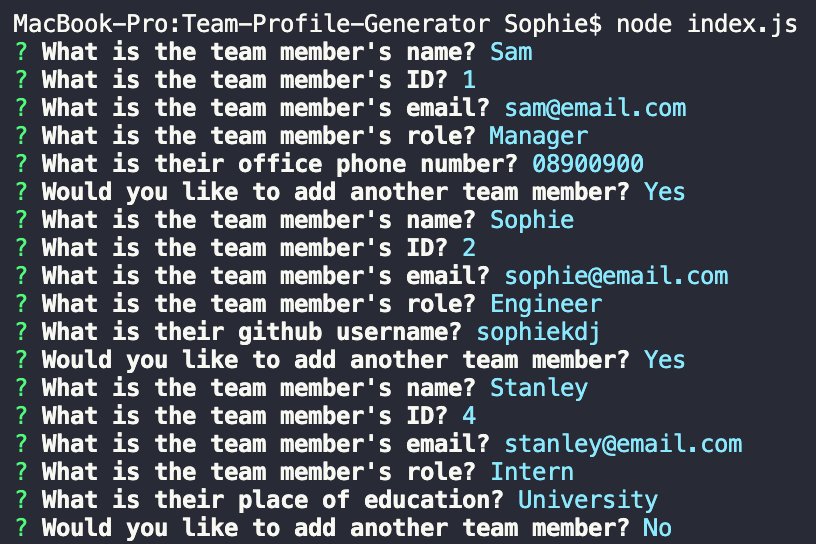 MacBook-Pro:Team-Profile-Generator Sophie$ node index.js
? What is the team member's name? Sam
? What is the team member's ID? 1
? What is the team member's email? sam@email.com
? What is the team member's role? Manager
? What is their office phone number? 08900900
? Would you like to add another team member? Yes
? What is the team member's name? Sophie
? What is the team member's ID? 2
? What is the team member's email? sophie@email.com
? What is the team member's role? Engineer
? What is their github username? sophiekdj
? Would you like to add another team member? Yes
? What is the team member's name? Stanley
? What is the team member's ID? 4
? What is the team member's email? stanley@email.com
? What is the team member's role? Intern
? What is their place of education? University
? Would you like to add another team member? No